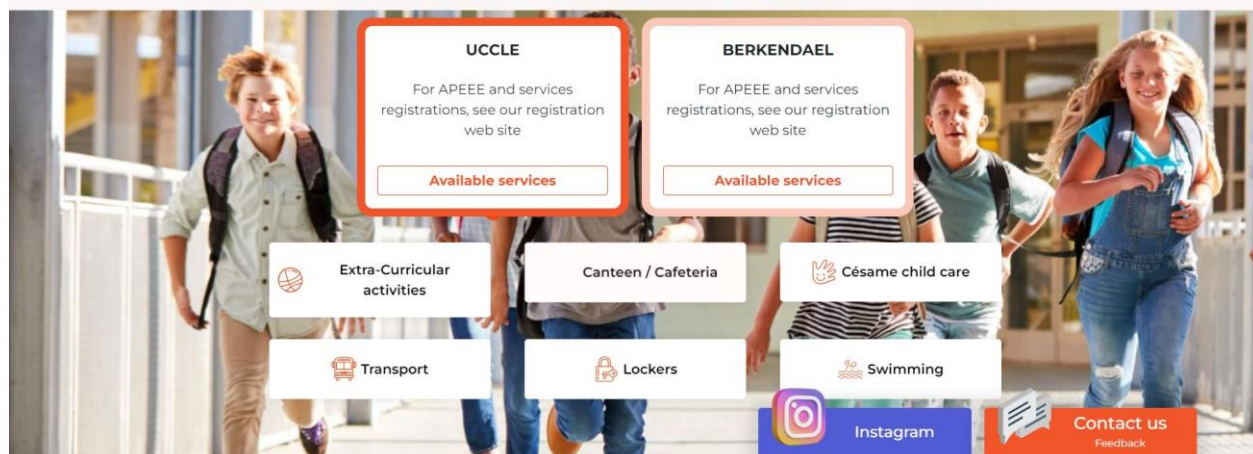 UCCLE
For APEEE and services
registrations, see our registration
web site
Available services
BERKENDAEL
For APEEE and services
registrations, see our registration
web site
Available services
Extra-Curricular
activities
Canteen / Cafeteria
Césame child care
Transport
Lockers
Swimming
Instagram
Contact us
Feedback